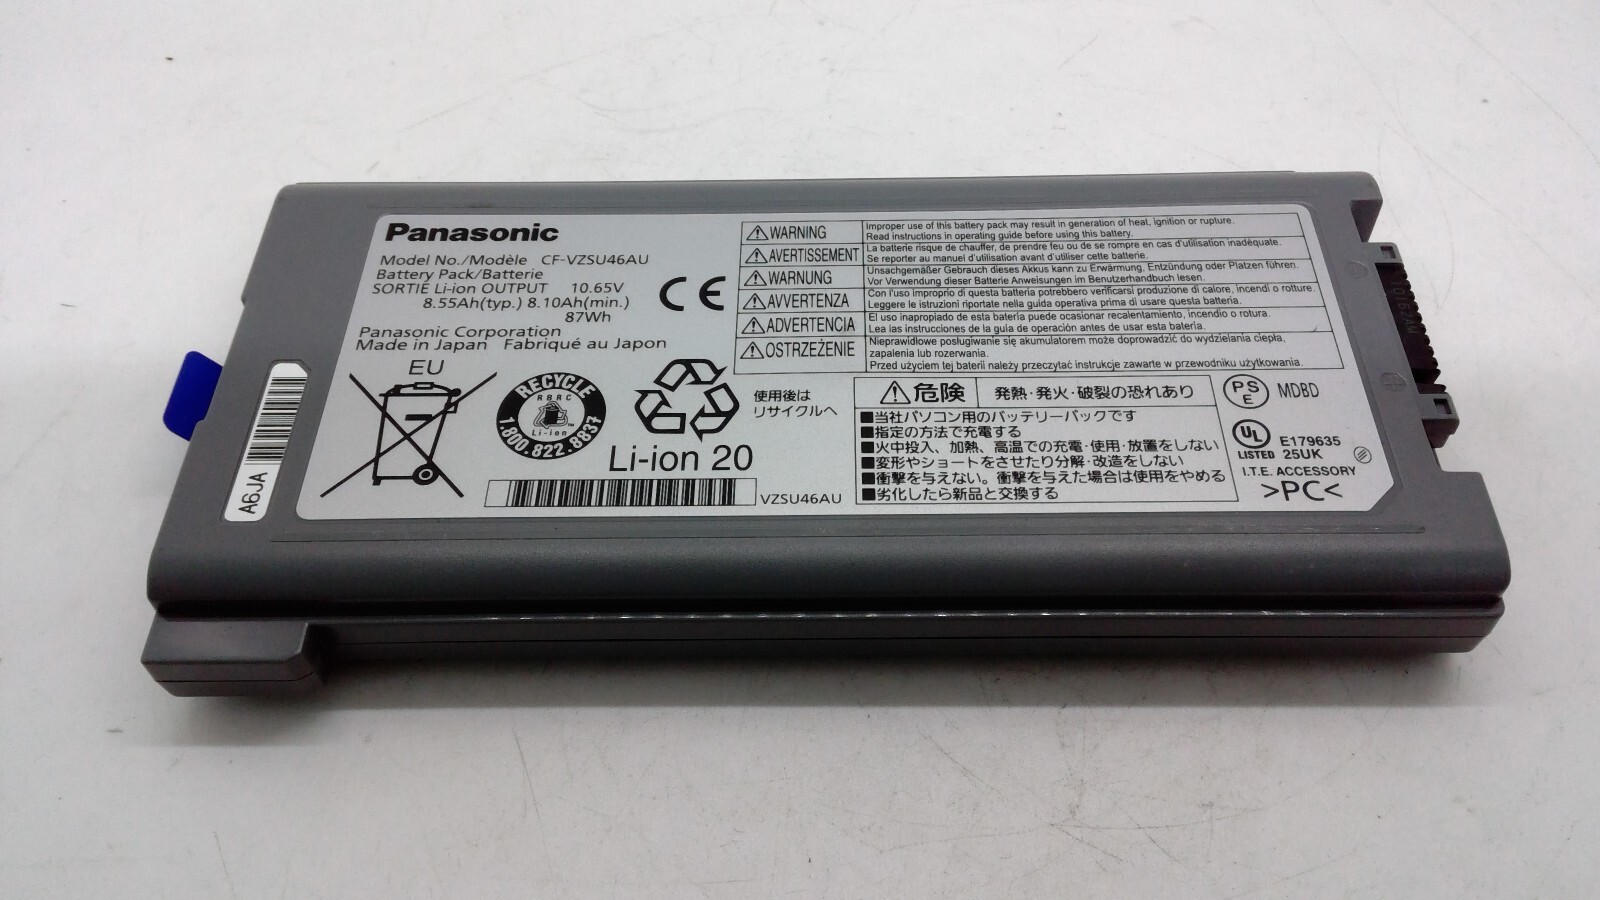 Panasonic
Model No./Modèle CF-VZSU46AU
Battery Pack/Batterie
SORTIE Li-ion OUTPUT 10.65V
8.55Ah(typ.) 8.10Ah(min.)
87Wh
Panasonic Corporation
Made in Japan Fabriqué au Japon
CE
EU
RECYCLE
RBRC
Li-ion
1.800.822.8837
使用後は
リサイクルへ
Li-ion 20
VZSU46AU
A6JA
WARNING
Improper use of this battery pack may result in generation of heat, ignition or rupture.
Read instructions in operating guide before using this battery.
AVERTISSEMENT
La batterie risque de chauffer, de prendre feu ou de se rompre en cas d'utilisation inadéquate.
Se reporter au manuel d'utilisation avant d'utiliser cette batterie.
WARNUNG
Unsachgemäßer Gebrauch dieses Akkus kann zu Erwärmung, Entzündung oder Platzen führen.
Vor Verwendung dieser Batterie Anweisungen im Benutzerhandbuch lesen.
AVVERTENZA
Con l'uso improprio di questa batteria potrebbero verificarsi produzione di calore, incendi o rotture.
Leggere le istruzioni riportate nella guida operativa prima di usare questa batteria.
ADVERTENCIA
El uso inapropiado de esta batería puede ocasionar recalentamiento, incendio o rotura.
Lea las instrucciones de la guía de operación antes de usar esta batería.
OSTRZEŻENIE
Nieprawidłowe posługiwanie się akumulatorem może doprowadzić do wydzielania ciepła,
zapalenia lub rozerwania.
Przed użyciem tej baterii należy przeczytać instrukcje zawarte w przewodniku użytkowania.
危険 発熱・発火・破裂の恐れあり
■当社パソコン用のバッテリーパックです
■指定の方法で充電する
■火中投入、加熱、高温での充電・使用・放置をしない
■変形やショートをさせたり分解・改造をしない
■衝撃を与えない。衝撃を与えた場合は使用をやめる
■劣化したら新品と交換する
PSE MDBD
UL
LISTED
E179635
25UK
I.T.E. ACCESSORY
>PC<